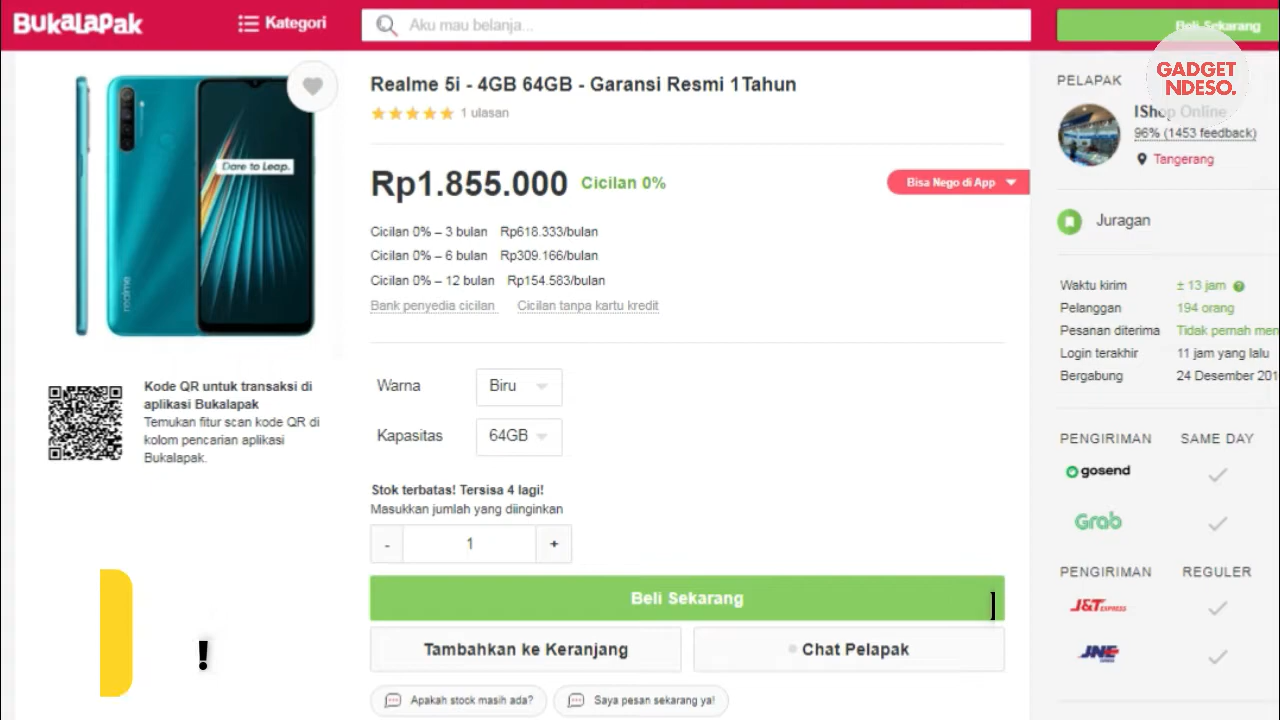 BukaLapak
Kategori
Aku mau belanja...
Beli Sekarang
GADGET
NDESO.
Dare to Leap.
realme
Realme 5i - 4GB 64GB - Garansi Resmi 1Tahun
1 ulasan
Rp1.855.000 Cicilan 0%
Bisa Nego di App
Cicilan 0% – 3 bulan Rp618.333/bulan
Cicilan 0% – 6 bulan Rp309.166/bulan
Cicilan 0% – 12 bulan Rp154.583/bulan
Bank penyedia cicilan Cicilan tanpa kartu kredit
Kode QR untuk transaksi di
aplikasi Bukalapak
Temukan fitur scan kode QR di
kolom pencarian aplikasi
Bukalapak.
Warna Biru
Kapasitas 64GB
Stok terbatas! Tersisa 4 lagi!
Masukkan jumlah yang diinginkan
- 1 +
Beli Sekarang
]
Tambahkan ke Keranjang Chat Pelapak
Apakah stock masih ada? Saya pesan sekarang ya!
!
PELAPAK
IShop Online
96% (1453 feedback)
Tangerang
Juragan
Waktu kirim ± 13 jam
Pelanggan 194 orang
Pesanan diterima Tidak pernah men
Login terakhir 11 jam yang lalu
Bergabung 24 Desember 201
PENGIRIMAN SAME DAY
gosend
Grab
PENGIRIMAN REGULER
J&T EXPRESS
JNE